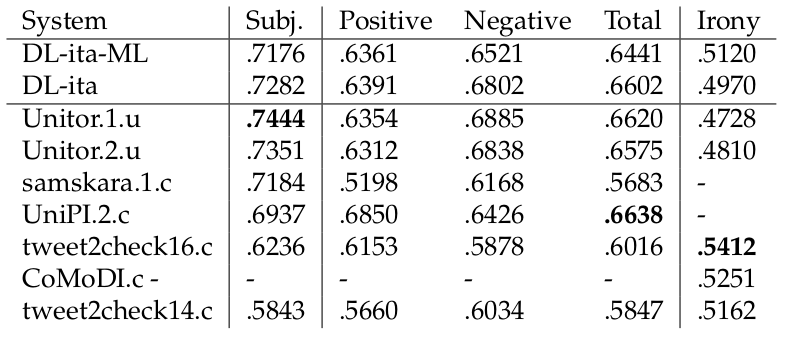 System Subj. Positive Negative Total Irony
DL-ita-ML .7176 .6361 .6521 .6441 .5120
DL-ita .7282 .6391 .6802 .6602 .4970
Unitor.1.u .7444 .6354 .6885 .6620 .4728
Unitor.2.u .7351 .6312 .6838 .6575 .4810
samskara.1.c .7184 .5198 .6168 .5683 -
UniPI.2.c .6937 .6850 .6426 .6638 -
tweet2check16.c .6236 .6153 .5878 .6016 .5412
CoMoDI.c - - - - - .5251
tweet2check14.c .5843 .5660 .6034 .5847 .5162